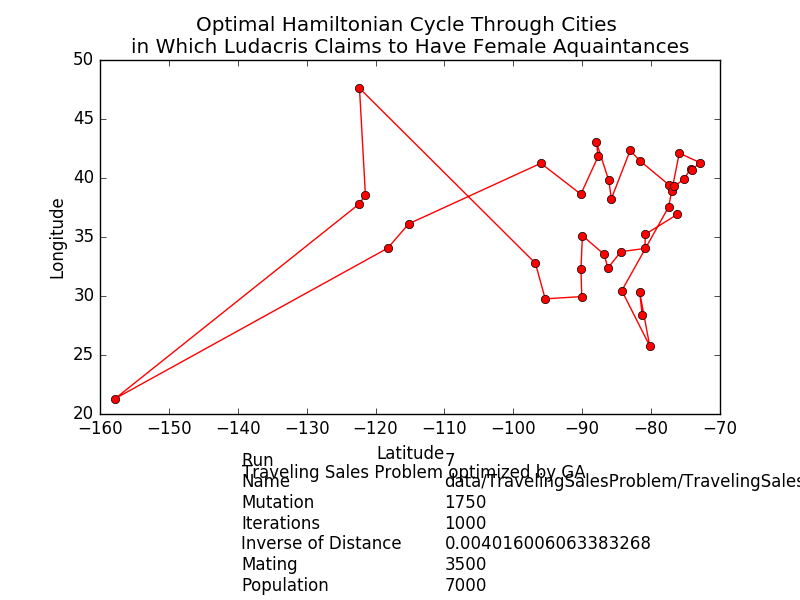 Optimal Hamiltonian Cycle Through Cities
in Which Ludacris Claims to Have Female Aquaintances
50
45
40
35
30
25
20
Longitude
−160 −150 −140 −130 −120 −110 −100 −90 −80 −70
Latitude
Run 7
Traveling Sales Problem optimized by GA
Name data/TravelingSalesProblem/TravelingSales
Mutation 1750
Iterations 1000
Inverse of Distance 0.004016006063383268
Mating 3500
Population 7000